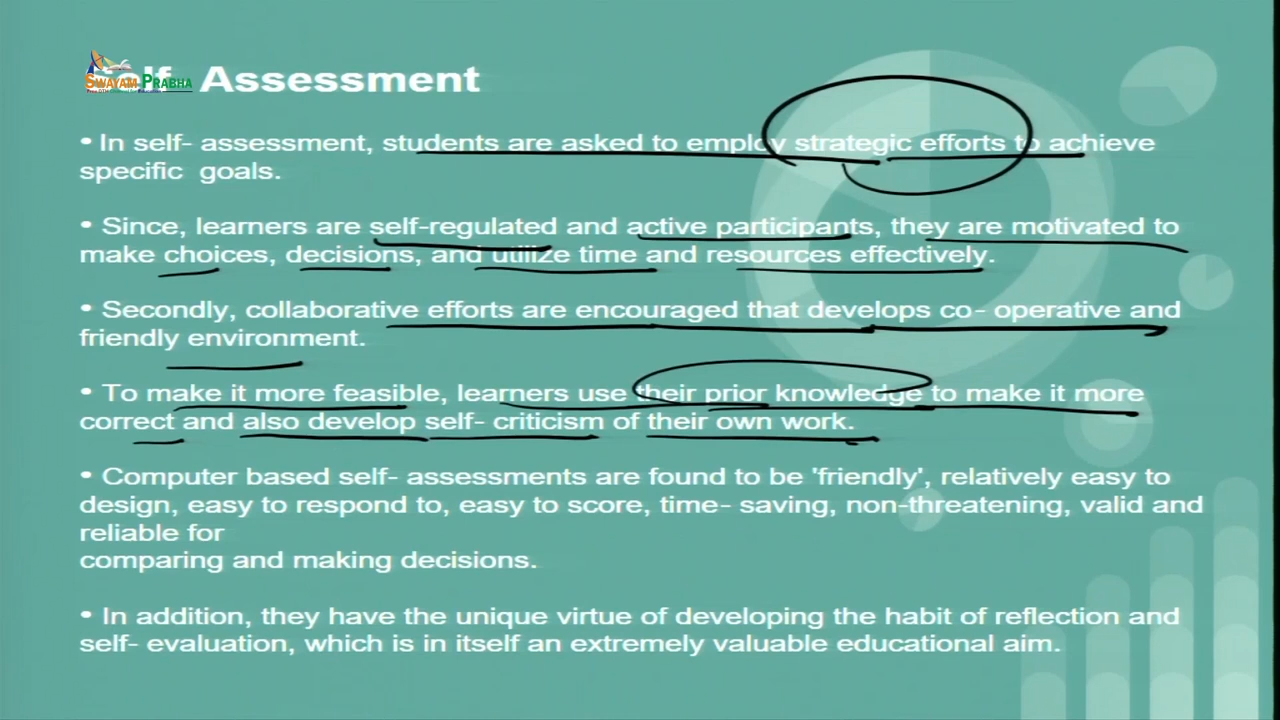 SWAYAM PRABHA
Assessment
• In self- assessment, students are asked to employ strategic efforts to achieve
specific goals.
• Since, learners are self-regulated and active participants, they are motivated to
make choices, decisions, and utilize time and resources effectively.
• Secondly, collaborative efforts are encouraged that develops co- operative and
friendly environment.
• To make it more feasible, learners use their prior knowledge to make it more
correct and also develop self- criticism of their own work.
• Computer based self- assessments are found to be 'friendly', relatively easy to
design, easy to respond to, easy to score, time- saving, non-threatening, valid and
reliable for
comparing and making decisions.
• In addition, they have the unique virtue of developing the habit of reflection and
self- evaluation, which is in itself an extremely valuable educational aim.